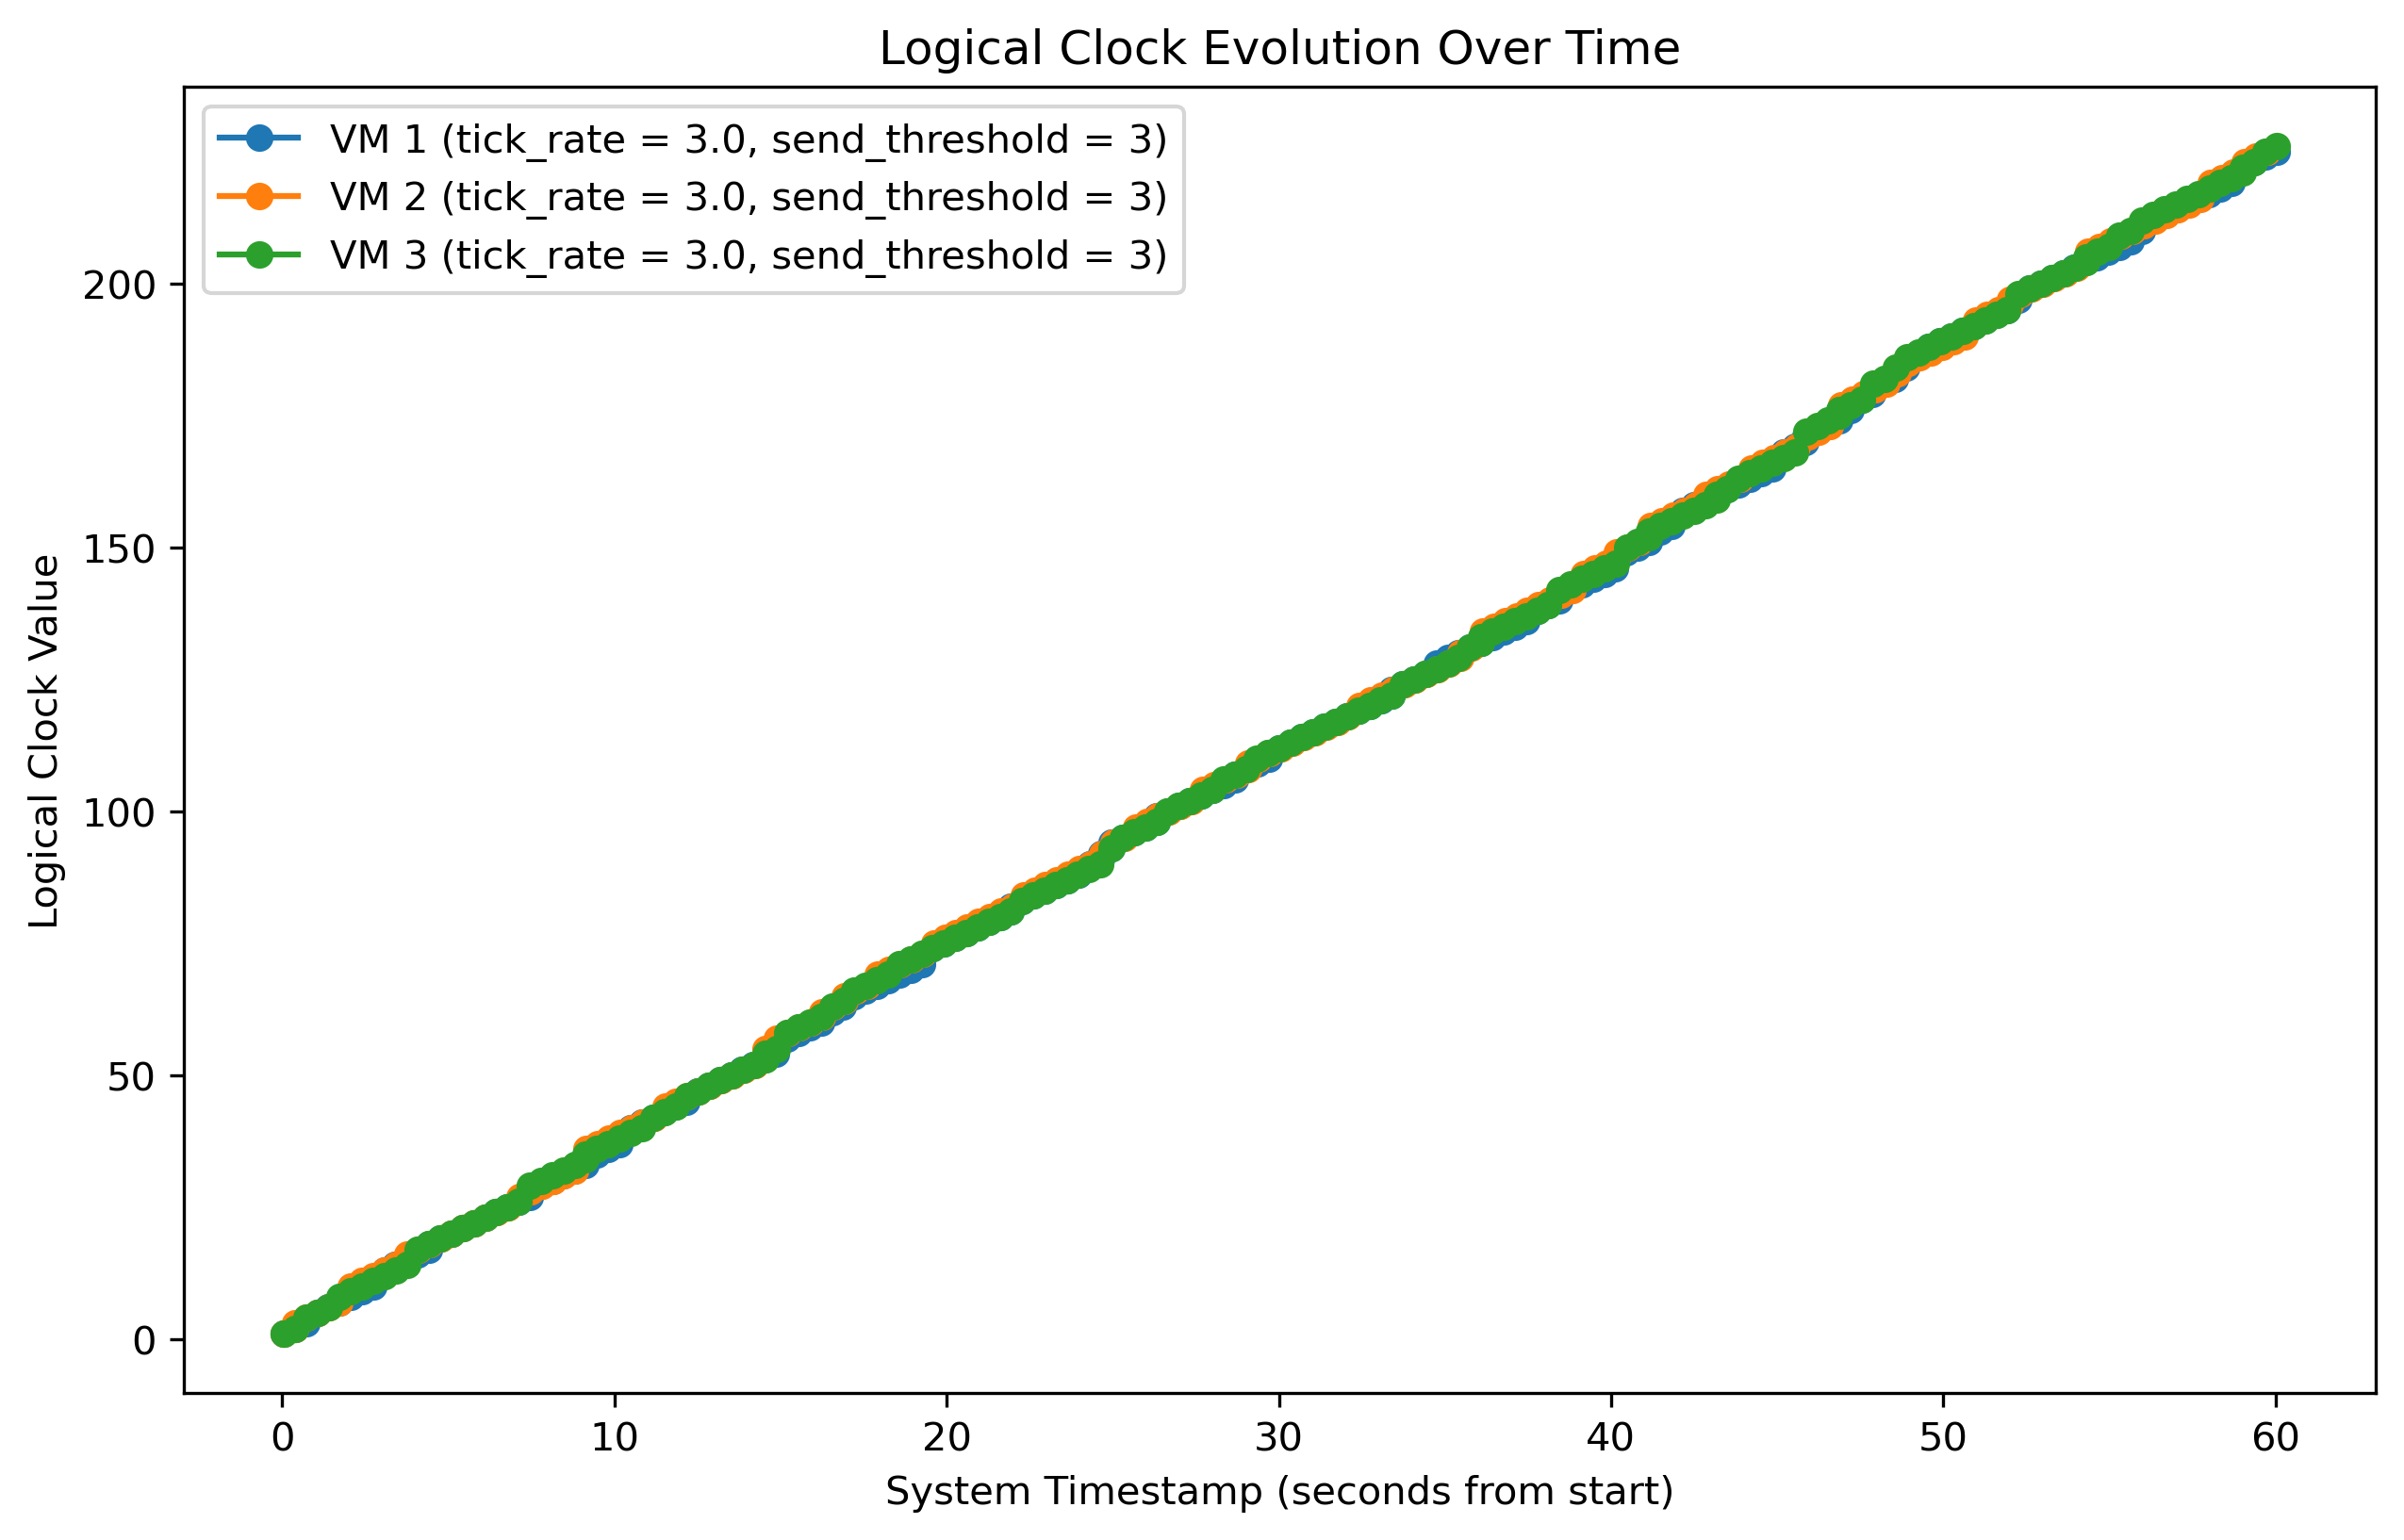 Logical Clock Evolution Over Time
VM 1 (tick_rate = 3.0, send_threshold = 3)
VM 2 (tick_rate = 3.0, send_threshold = 3)
VM 3 (tick_rate = 3.0, send_threshold = 3)
Logical Clock Value
200
150
100
50
0
0 10 20 30 40 50 60
System Timestamp (seconds from start)